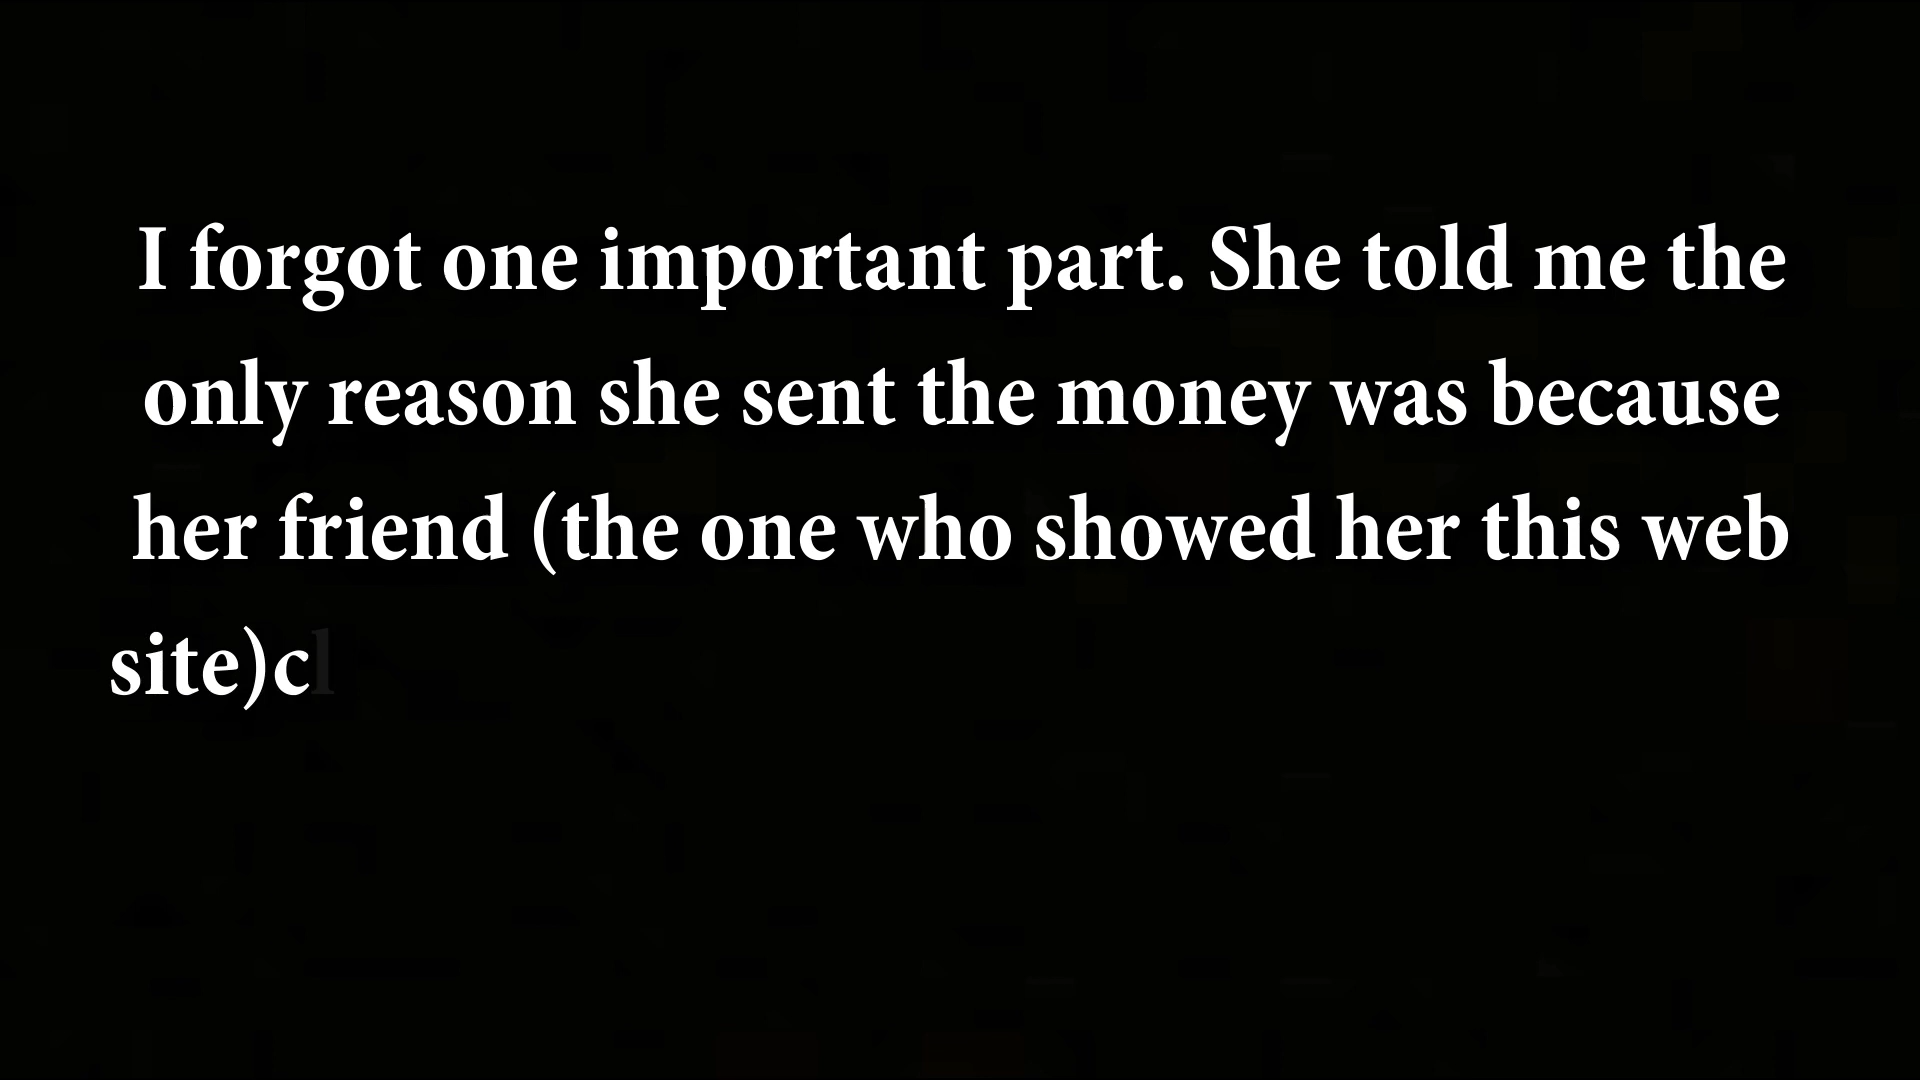 I forgot one important part. She told me the
only reason she sent the money was because
her friend (the one who showed her this web
site)cl